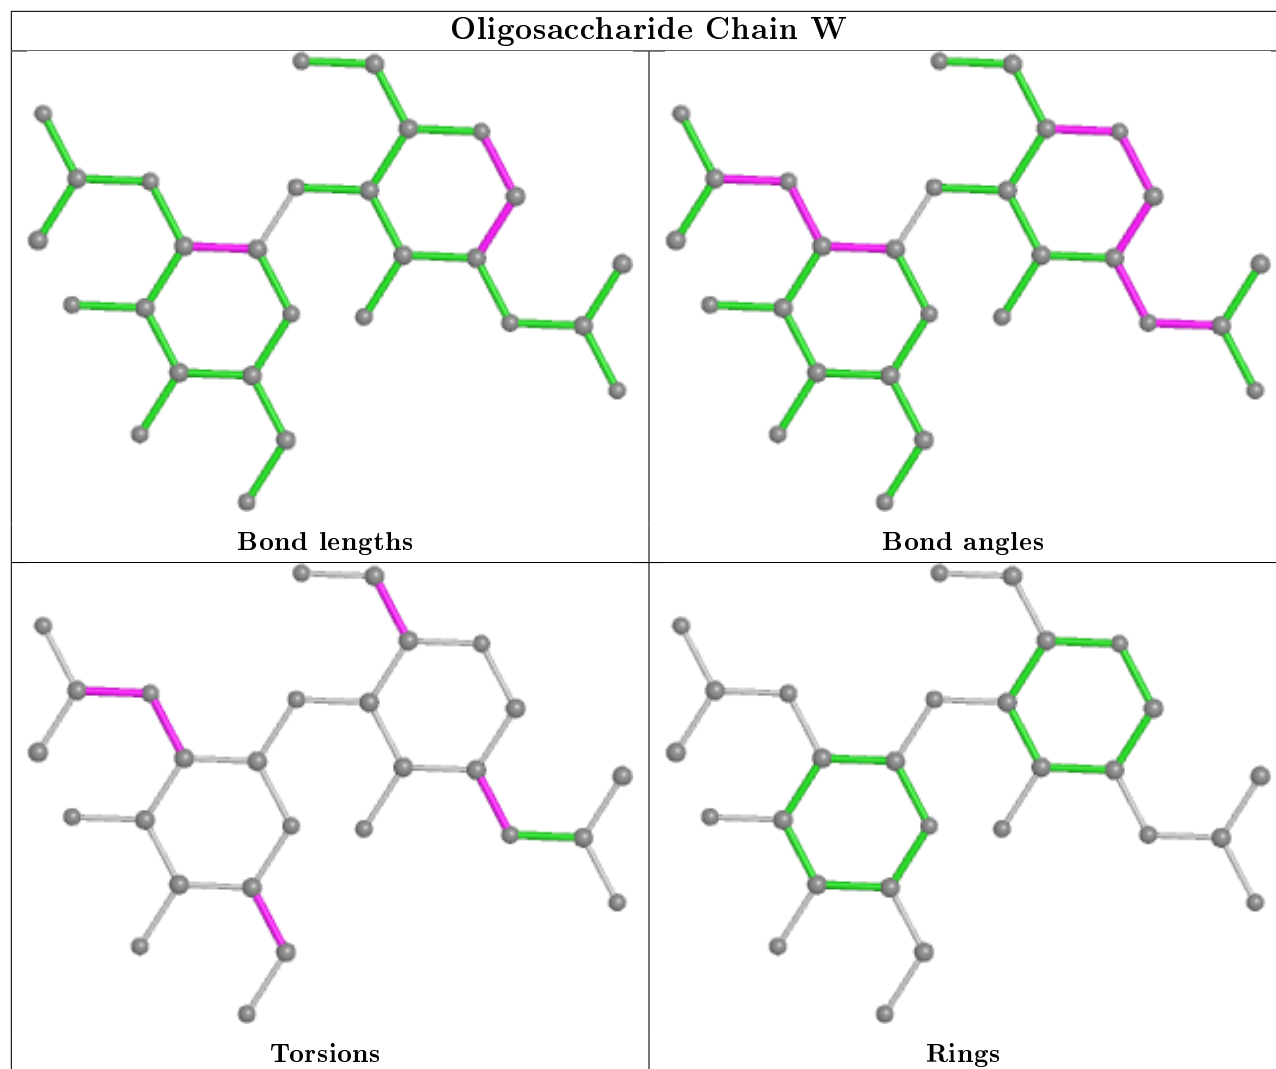 Oligosaccharide Chain W
Bond lengths
Bond angles
Torsions
Rings